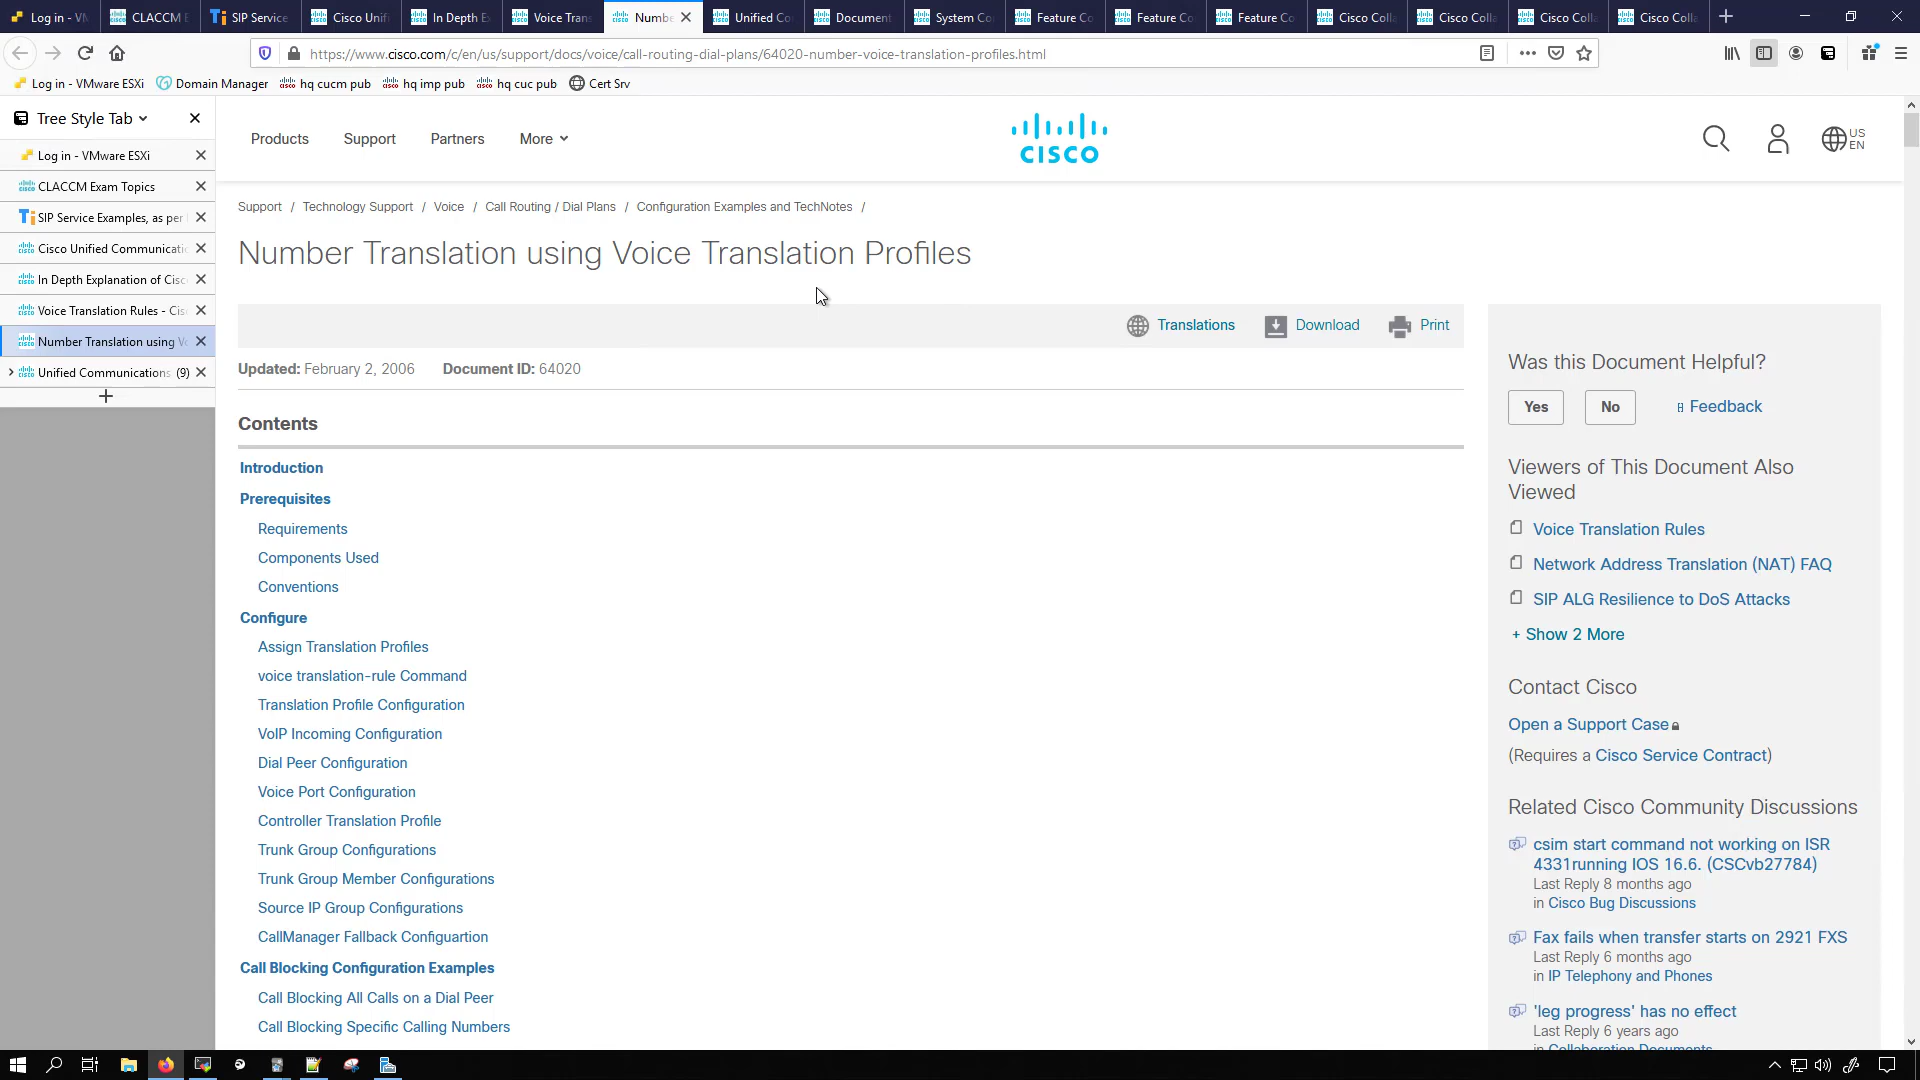 Log in - VM
CLACCM E
SIP Service
Cisco Unifi
In Depth E
Voice Trans
Numbe
Unified Co
Document
System Co
Feature Co
Feature Co
Feature Co
Cisco Colla
Cisco Colla
Cisco Colla
Cisco Colla
https://www.cisco.com/c/en/us/support/docs/voice/call-routing-dial-plans/64020-number-voice-translation-profiles.html
Log in - VMware ESXi
Domain Manager
hq cucm pub
hq imp pub
hq cuc pub
Cert Srv
Tree Style Tab
Log in - VMware ESXi
CLACCM Exam Topics
SIP Service Examples, as per
Cisco Unified Communicatio
In Depth Explanation of Cisc
Voice Translation Rules - Cis
Number Translation using Vo
Unified Communications (9)
Products
Support
Partners
More
CISCO
US
EN
Support / Technology Support / Voice / Call Routing / Dial Plans / Configuration Examples and TechNotes /
Number Translation using Voice Translation Profiles
Translations
Download
Print
Updated: February 2, 2006 Document ID: 64020
Contents
Introduction
Prerequisites
Requirements
Components Used
Conventions
Configure
Assign Translation Profiles
voice translation-rule Command
Translation Profile Configuration
VoIP Incoming Configuration
Dial Peer Configuration
Voice Port Configuration
Controller Translation Profile
Trunk Group Configurations
Trunk Group Member Configurations
Source IP Group Configurations
CallManager Fallback Configuartion
Call Blocking Configuration Examples
Call Blocking All Calls on a Dial Peer
Call Blocking Specific Calling Numbers
Was this Document Helpful?
Yes
No
Feedback
Viewers of This Document Also
Viewed
Voice Translation Rules
Network Address Translation (NAT) FAQ
SIP ALG Resilience to DoS Attacks
+ Show 2 More
Contact Cisco
Open a Support Case
(Requires a Cisco Service Contract)
Related Cisco Community Discussions
csim start command not working on ISR
4331running IOS 16.6. (CSCvb27784)
Last Reply 8 months ago
in Cisco Bug Discussions
Fax fails when transfer starts on 2921 FXS
Last Reply 6 months ago
in IP Telephony and Phones
'leg progress' has no effect
Last Reply 6 years ago
in Collaboration Documents